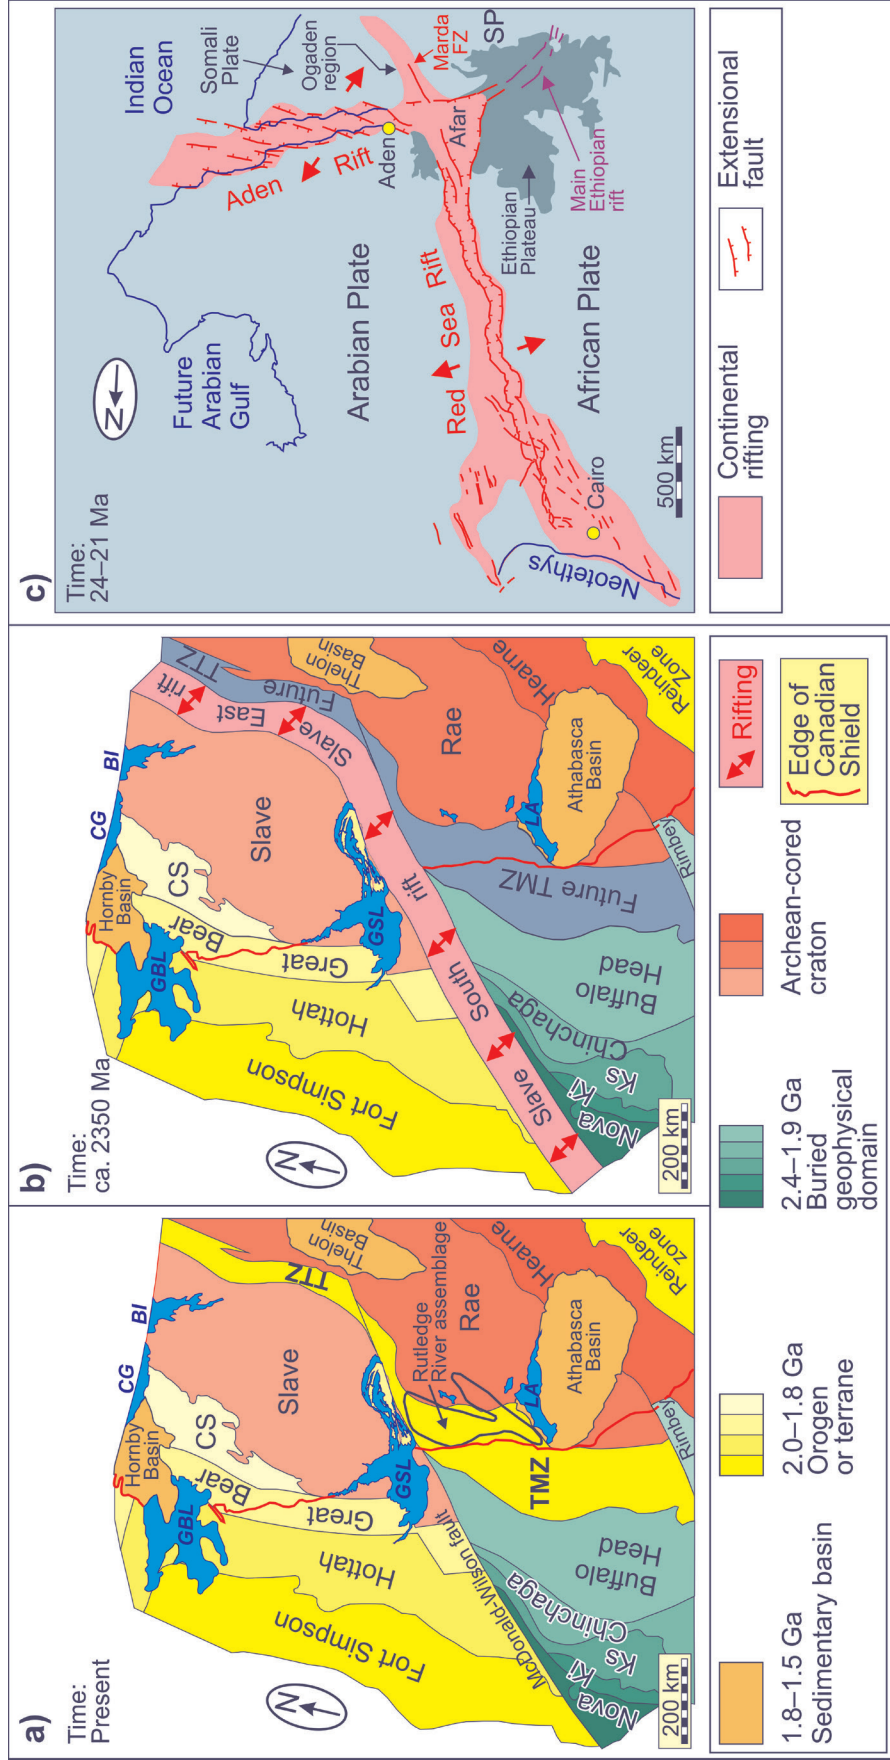 a)
Time:
Present
N
Fort Simpson
Hottah
Great
Bear
GBL
Hornby
Basin
CS
CG
BI
Slave
GSL
TTZ
Thelon
Basin
Rutledge
River assemblage
Rae
Hearne
McDonald-Wilson fault
TMZ
LA
Athabasca
Basin
Nova
Ki
Ks
Chinchaga
Buffalo
Head
Rimbey
Reindeer
zone
200 km
b)
Time:
ca. 2350 Ma
N
Fort Simpson
Hottah
Great
Bear
GBL
Hornby
Basin
CS
CG
BI
Slave
GSL
Slave
South
rift
Slave
East
rift
Future
TTZ
Thelon
Basin
Rae
Hearne
Future TMZ
LA
Athabasca
Basin
Nova
Ki
Ks
Chinchaga
Buffalo
Head
Rimbey
Reindeer
Zone
200 km
c)
Time:
24–21 Ma
N
Future
Arabian
Gulf
Indian
Ocean
Somali
Plate
Ogaden
region
Marda
FZ
SP
Aden
Rift
Aden
Afar
Arabian Plate
Red
Sea
Rift
African Plate
Ethiopian
Plateau
Main
Ethiopian
rift
Cairo
Neotethys
500 km
1.8–1.5 Ga
Sedimentary basin
2.0–1.8 Ga
Orogen
or terrane
2.4–1.9 Ga
Buried
geophysical
domain
Archean-cored
craton
Rifting
Edge of
Canadian
Shield
Continental
rifting
Extensional
fault